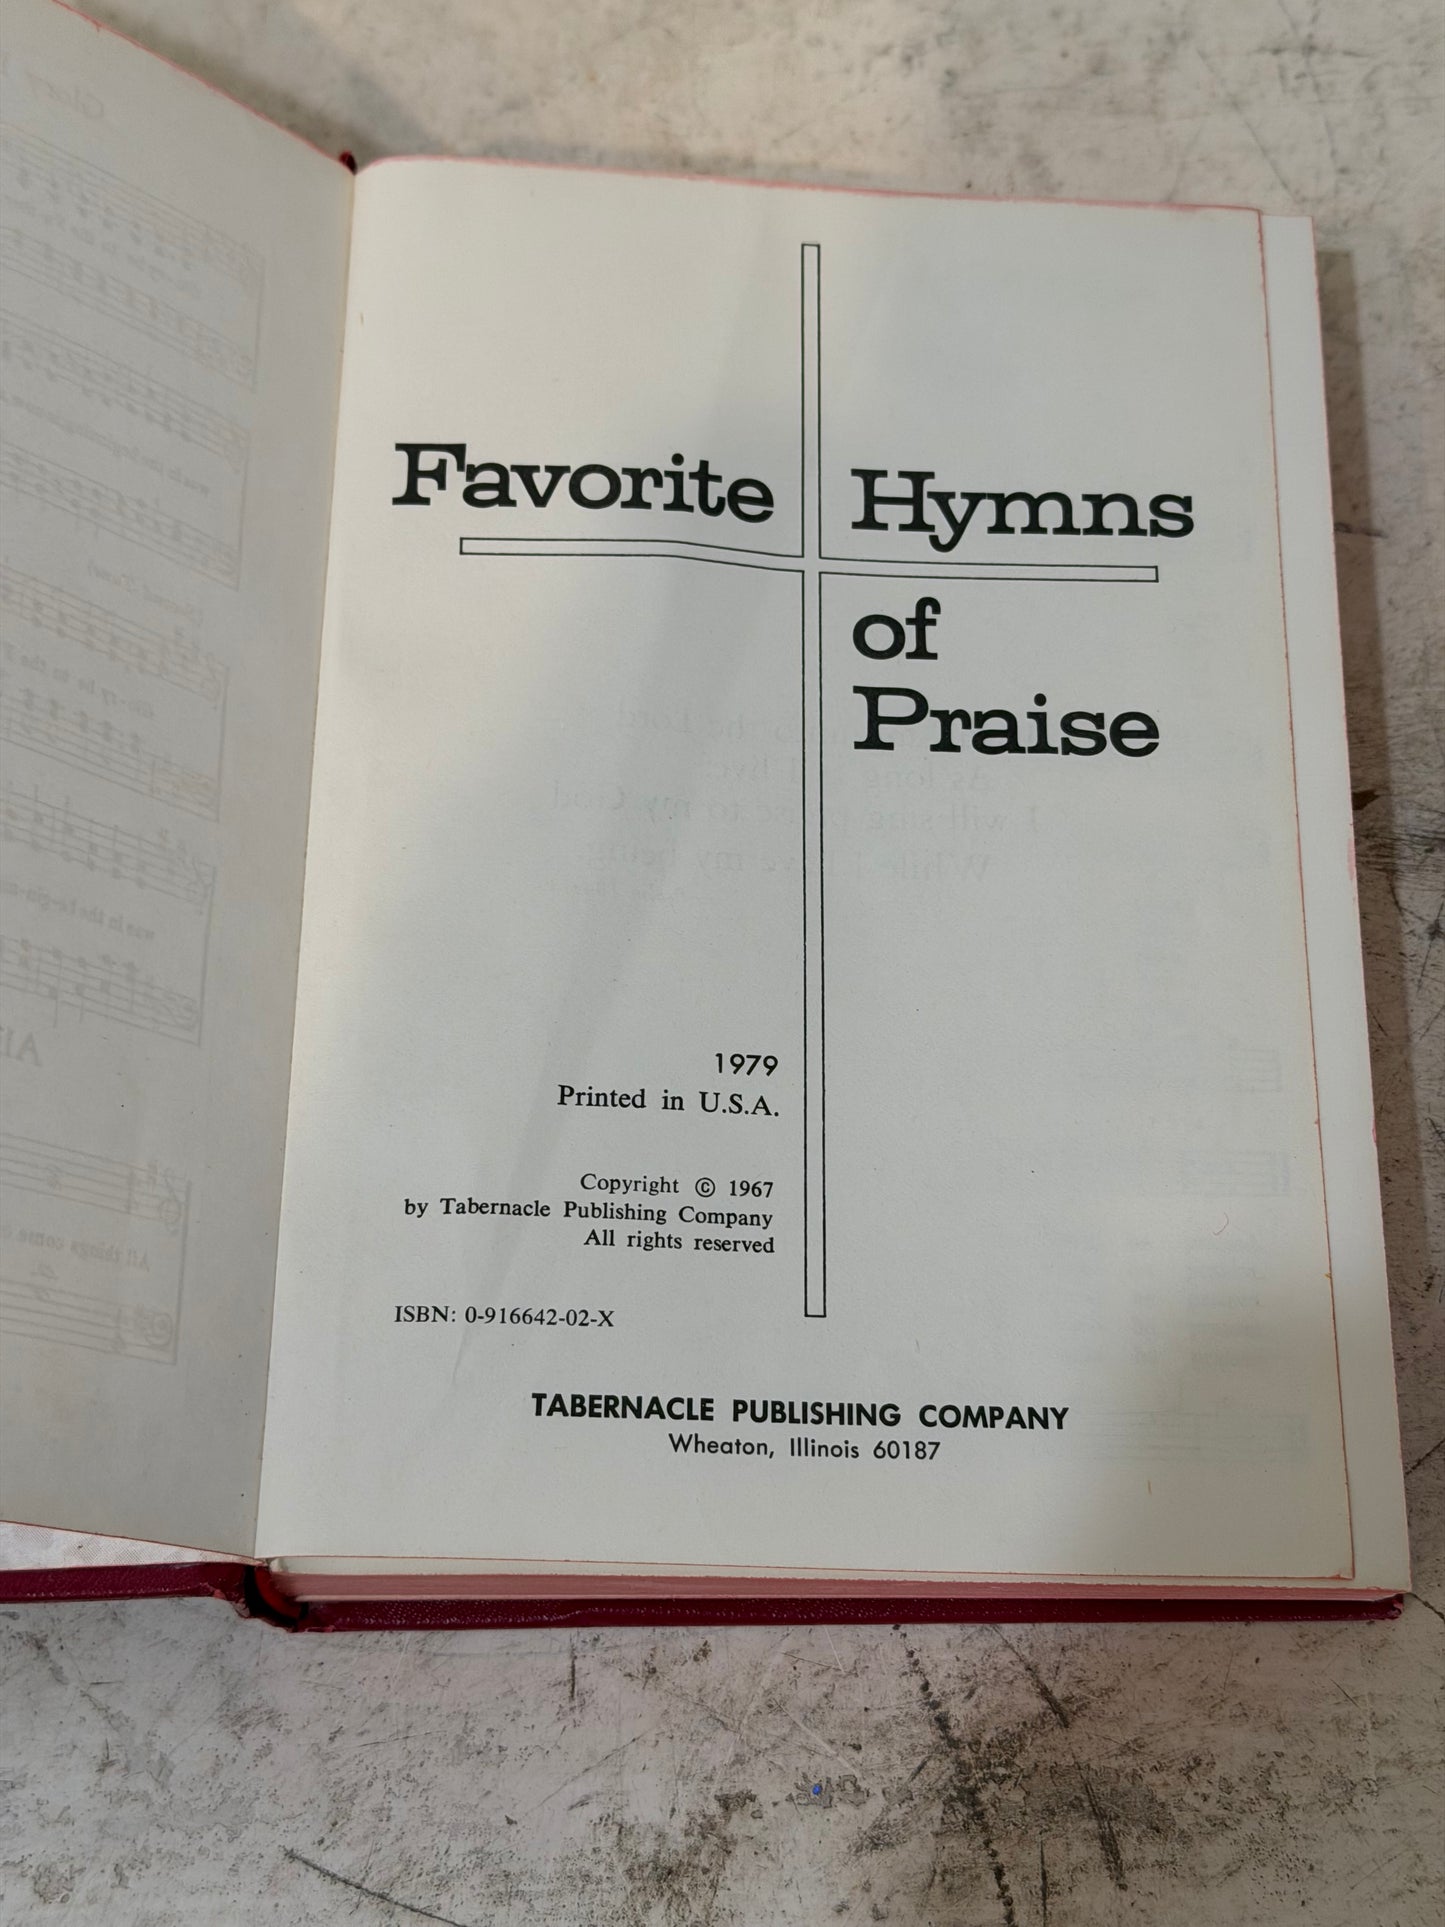 Favorite Hymns
of
Praise
1979
Printed in U.S.A.
Copyright © 1967
by Tabernacle Publishing Company
All rights reserved
ISBN: 0-916642-02-X
TABERNACLE PUBLISHING COMPANY
Wheaton, Illinois 60187